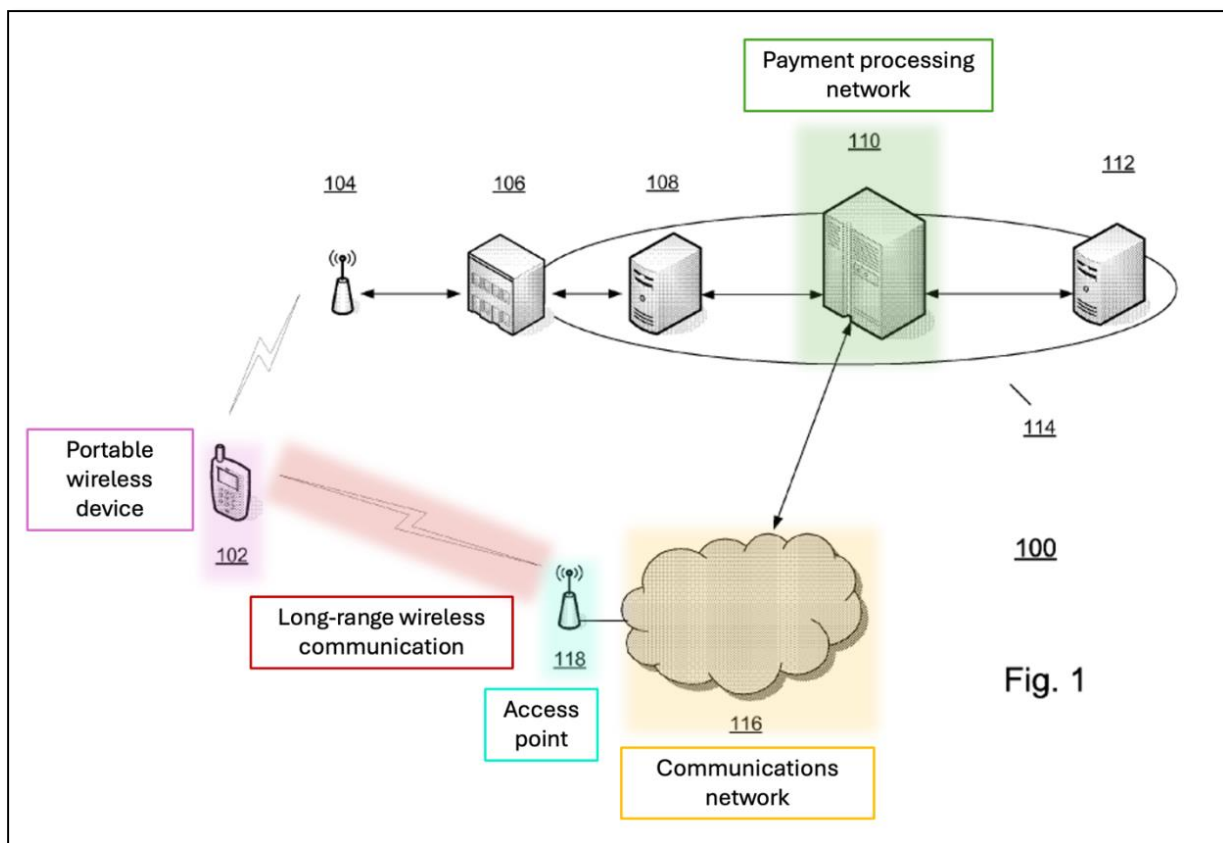 Payment processing
network
110
112
104
106
108
114
Portable
wireless
device
102
100
Long-range wireless
communication
118
Fig. 1
Access
point
116
Communications
network